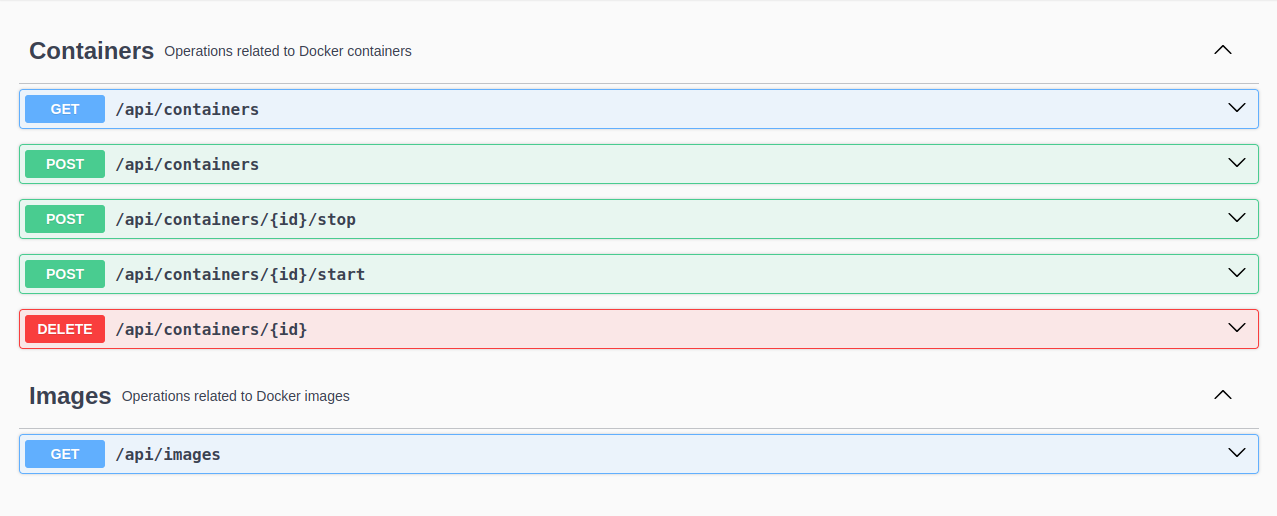 Containers Operations related to Docker containers
GET /api/containers
POST /api/containers
POST /api/containers/{id}/stop
POST /api/containers/{id}/start
DELETE /api/containers/{id}
Images Operations related to Docker images
GET /api/images